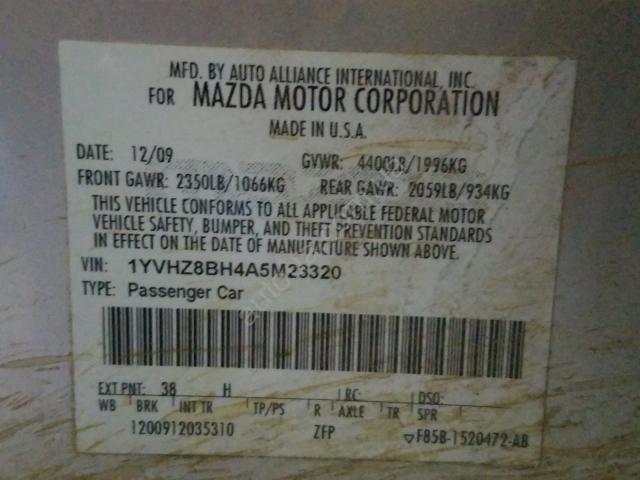 MFD. BY AUTO ALLIANCE INTERNATIONAL, INC.
FOR MAZDA MOTOR CORPORATION
MADE IN U.S.A.
DATE: 12/09 GVWR: 4400LB/1996KG
FRONT GAWR: 2350LB/1066KG REAR GAWR: 2059LB/934KG
THIS VEHICLE CONFORMS TO ALL APPLICABLE FEDERAL MOTOR
VEHICLE SAFETY, BUMPER, AND THEFT PREVENTION STANDARDS
IN EFFECT ON THE DATE OF MANUFACTURE SHOWN ABOVE.
VIN: 1YVHZ8BH4A5M23320
TYPE: Passenger Car
EXT PNT: 38 H RC: DSO:
WB BRK INT TR TP/PS R AXLE TR SPR
1200912035310 ZFP F85B-1520472-AB